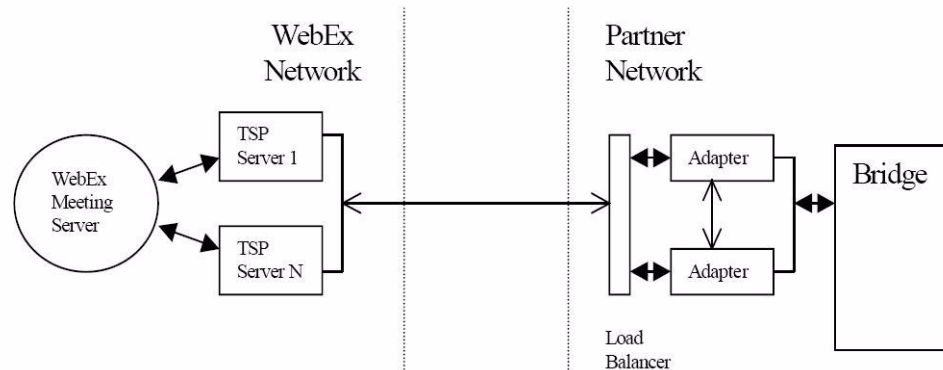 WebEx
Network
Partner
Network
TSP
Server 1
Adapter
Bridge
WebEx
Meeting
Server
TSP
Server N
Adapter
Load
Balancer